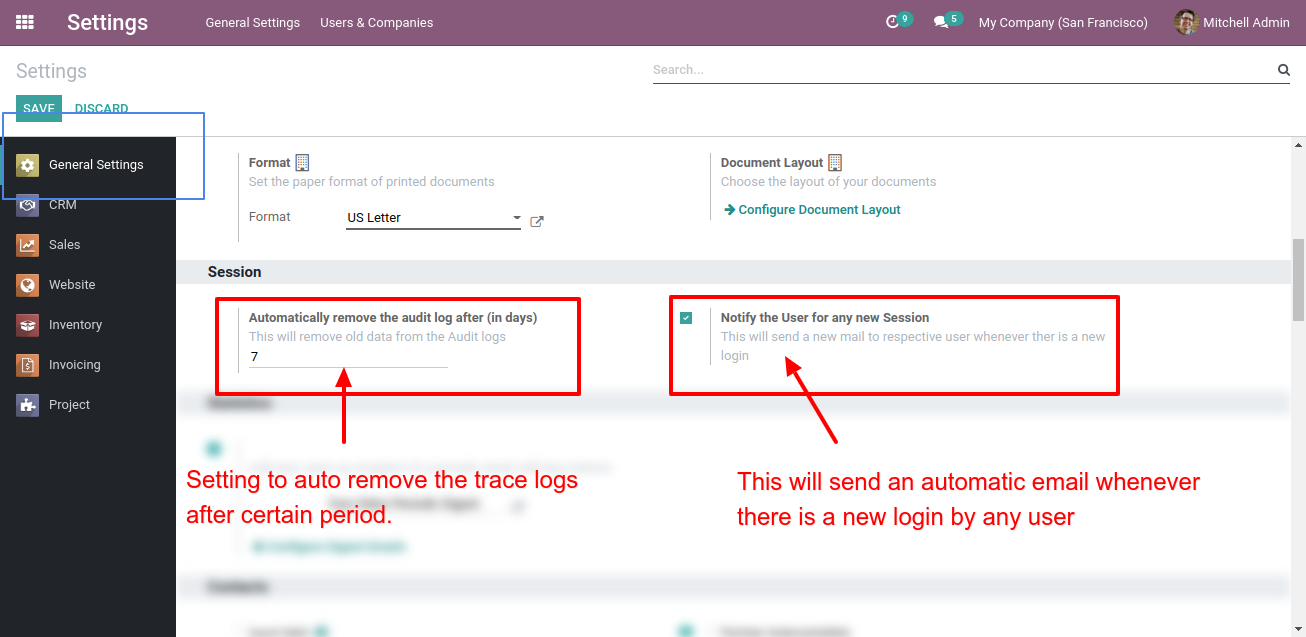 Settings General Settings Users & Companies 9 5 My Company (San Francisco) Mitchell Admin
Settings
Search...
SAVE DISCARD
General Settings
CRM
Sales
Website
Inventory
Invoicing
Project
Format
Set the paper format of printed documents
Format US Letter
Document Layout
Choose the layout of your documents
Configure Document Layout
Session
Automatically remove the audit log after (in days)
This will remove old data from the Audit logs
7
Notify the User for any new Session
This will send a new mail to respective user whenever ther is a new
login
Statistics
Setting to auto remove the trace logs
after certain period.
This will send an automatic email whenever
there is a new login by any user
Configure Digest Emails
Contacts